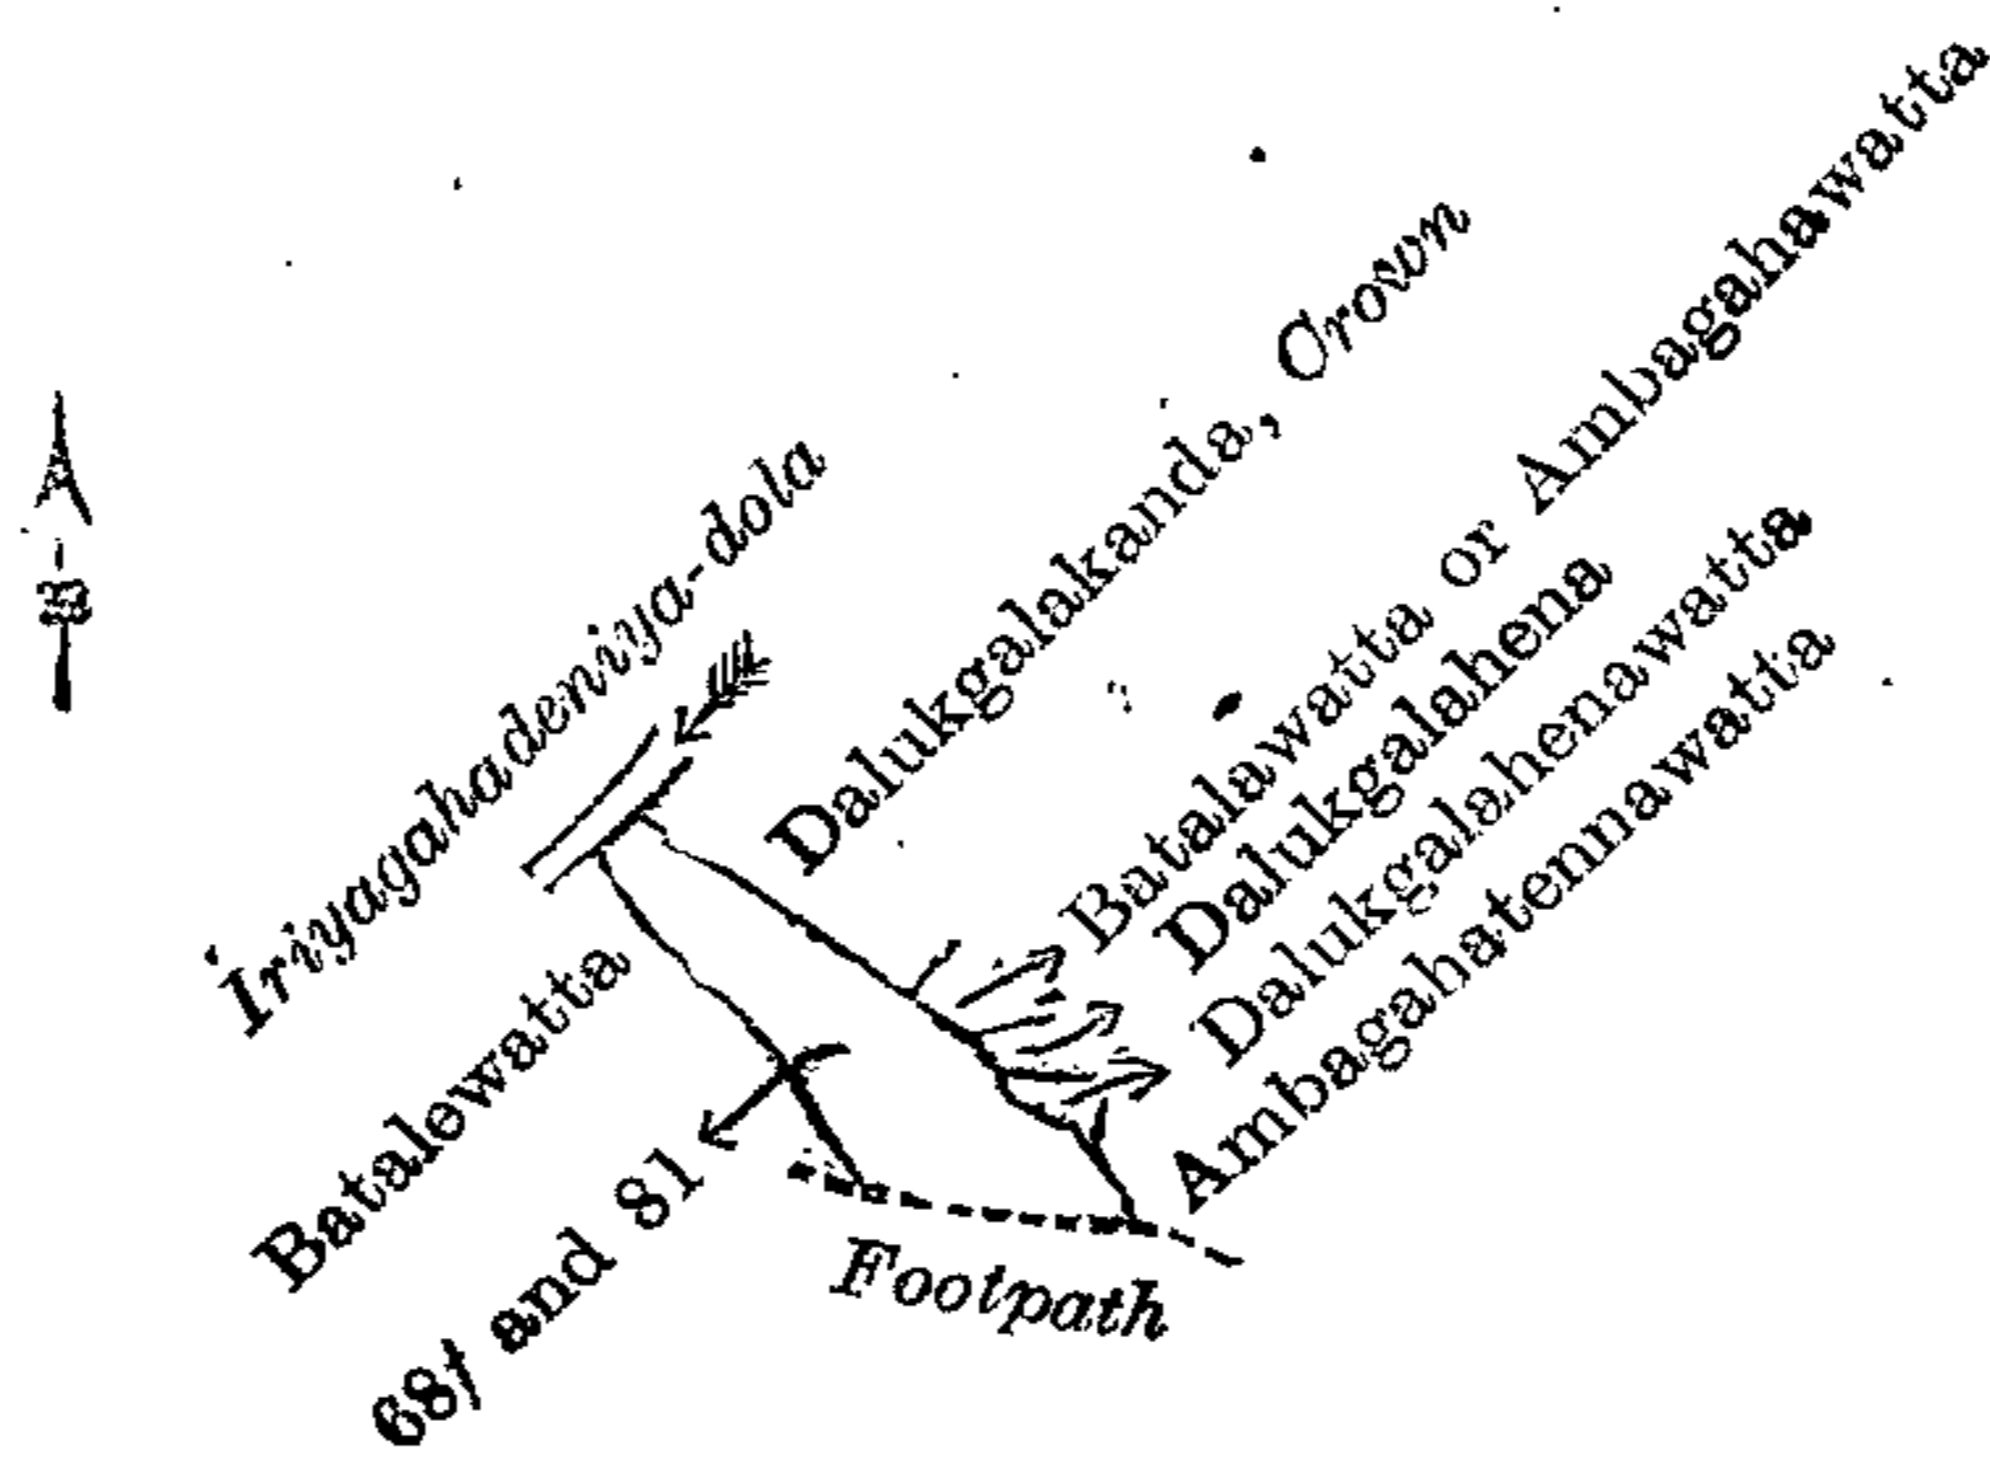 Iriyagahadeniya-dola
Dalukgalakanda, Crown
Batalawatta or Ambagahawatta
Dalukgalahena
Dalukgalahenawatta
Ambagahatennawatta
Batalewatta
68f and 81
Footpath